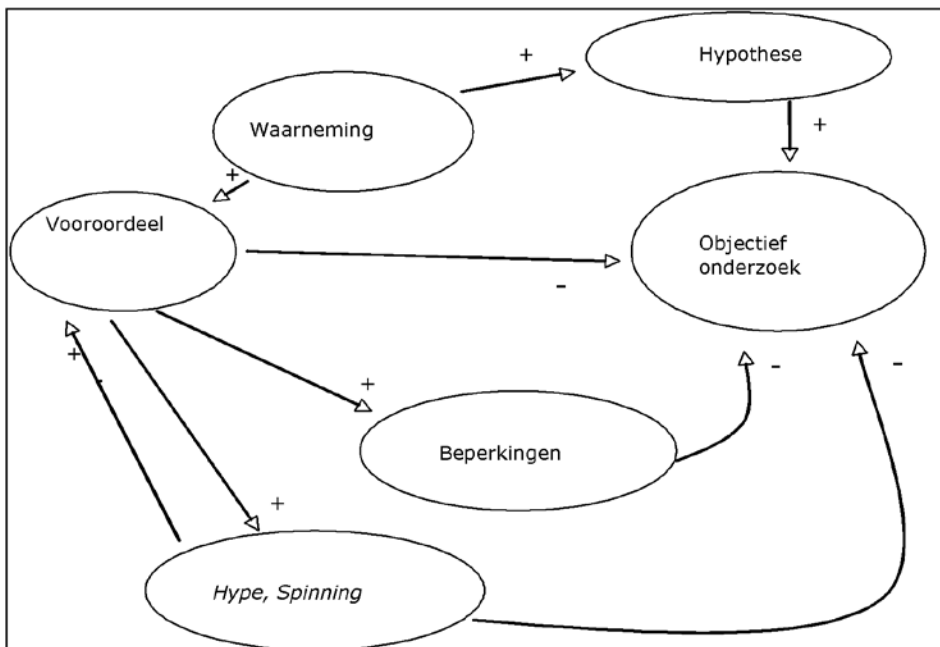 Hypothese
+
Waarneming
+
+
Vooroordeel
Objectief
onderzoek
-
+
-
-
+
Beperkingen
+
Hype, Spinning